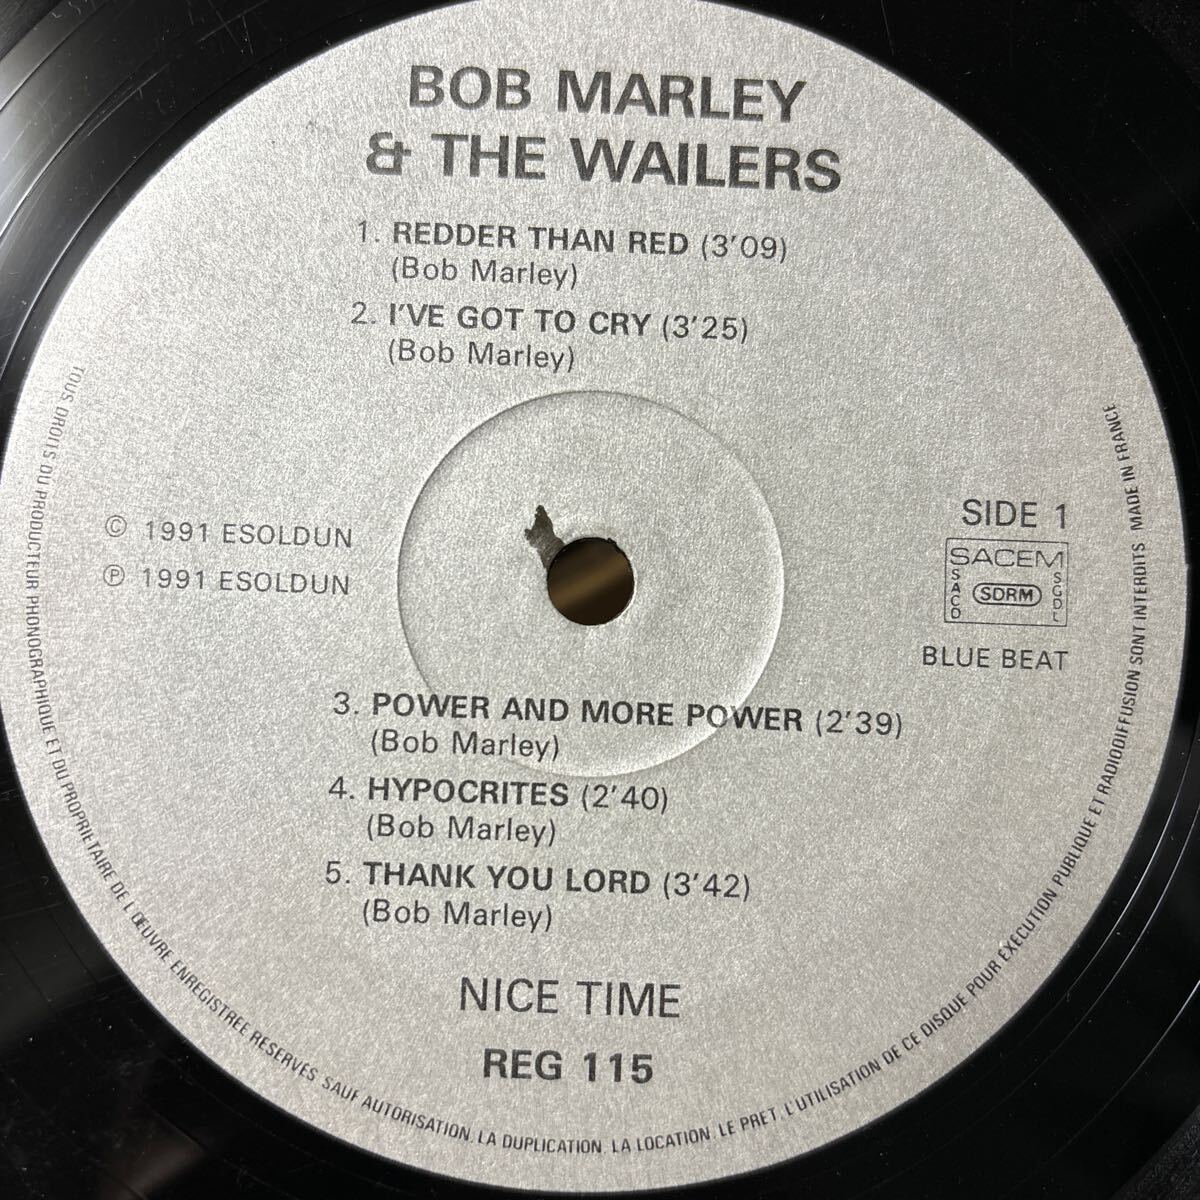 BOB MARLEY
& THE WAILERS
1. REDDER THAN RED (3'09)
(Bob Marley)
2. I'VE GOT TO CRY (3'25)
(Bob Marley)
© 1991 ESOLDUN
℗ 1991 ESOLDUN
SIDE 1
SACEM
SACD
SDRM
SGDL
BLUE BEAT
3. POWER AND MORE POWER (2'39)
(Bob Marley)
4. HYPOCRITES (2'40)
(Bob Marley)
5. THANK YOU LORD (3'42)
(Bob Marley)
NICE TIME
REG 115
TOUS DROITS DU PRODUCTEUR PHONOGRAPHIQUE ET DU PROPRIETAIRE DE L'ŒUVRE ENREGISTREE RESERVES SAUF AUTORISATION. LA DUPLICATION. LA LOCATION. LE PRET. L'UTILISATION DE CE DISQUE POUR EXECUTION PUBLIQUE ET RADIODIFFUSION SONT INTERDITS MADE IN FRANCE